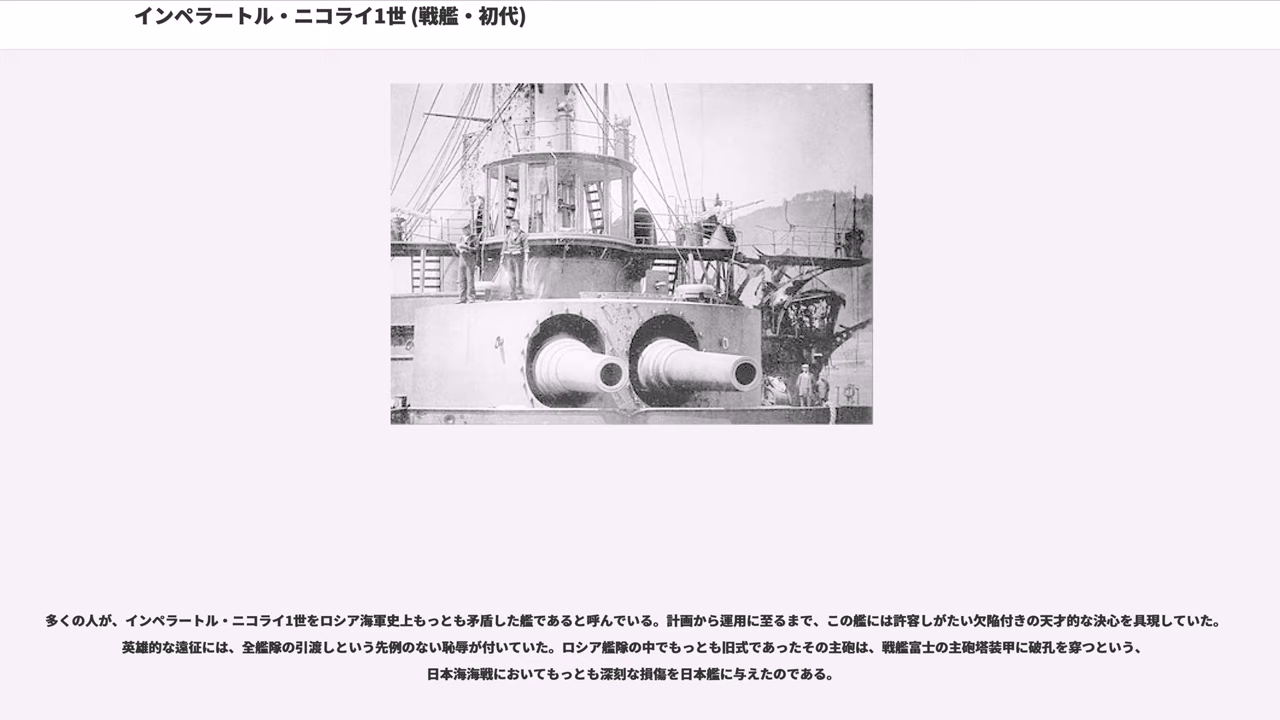 インペラートル・ニコライ1世 (戦艦・初代)
多くの人が、インペラートル・ニコライ1世をロシア海軍史上もっとも矛盾した艦であると呼んでいる。計画から運用に至るまで、この艦には許容しがたい欠陥付きの天才的な決心を具現していた。
英雄的な遠征には、全艦隊の引渡しという先例のない恥辱が付いていた。ロシア艦隊の中でもっとも旧式であったその主砲は、戦艦富士の主砲塔装甲に破孔を穿つという、
日本海海戦においてもっとも深刻な損傷を日本艦に与えたのである。